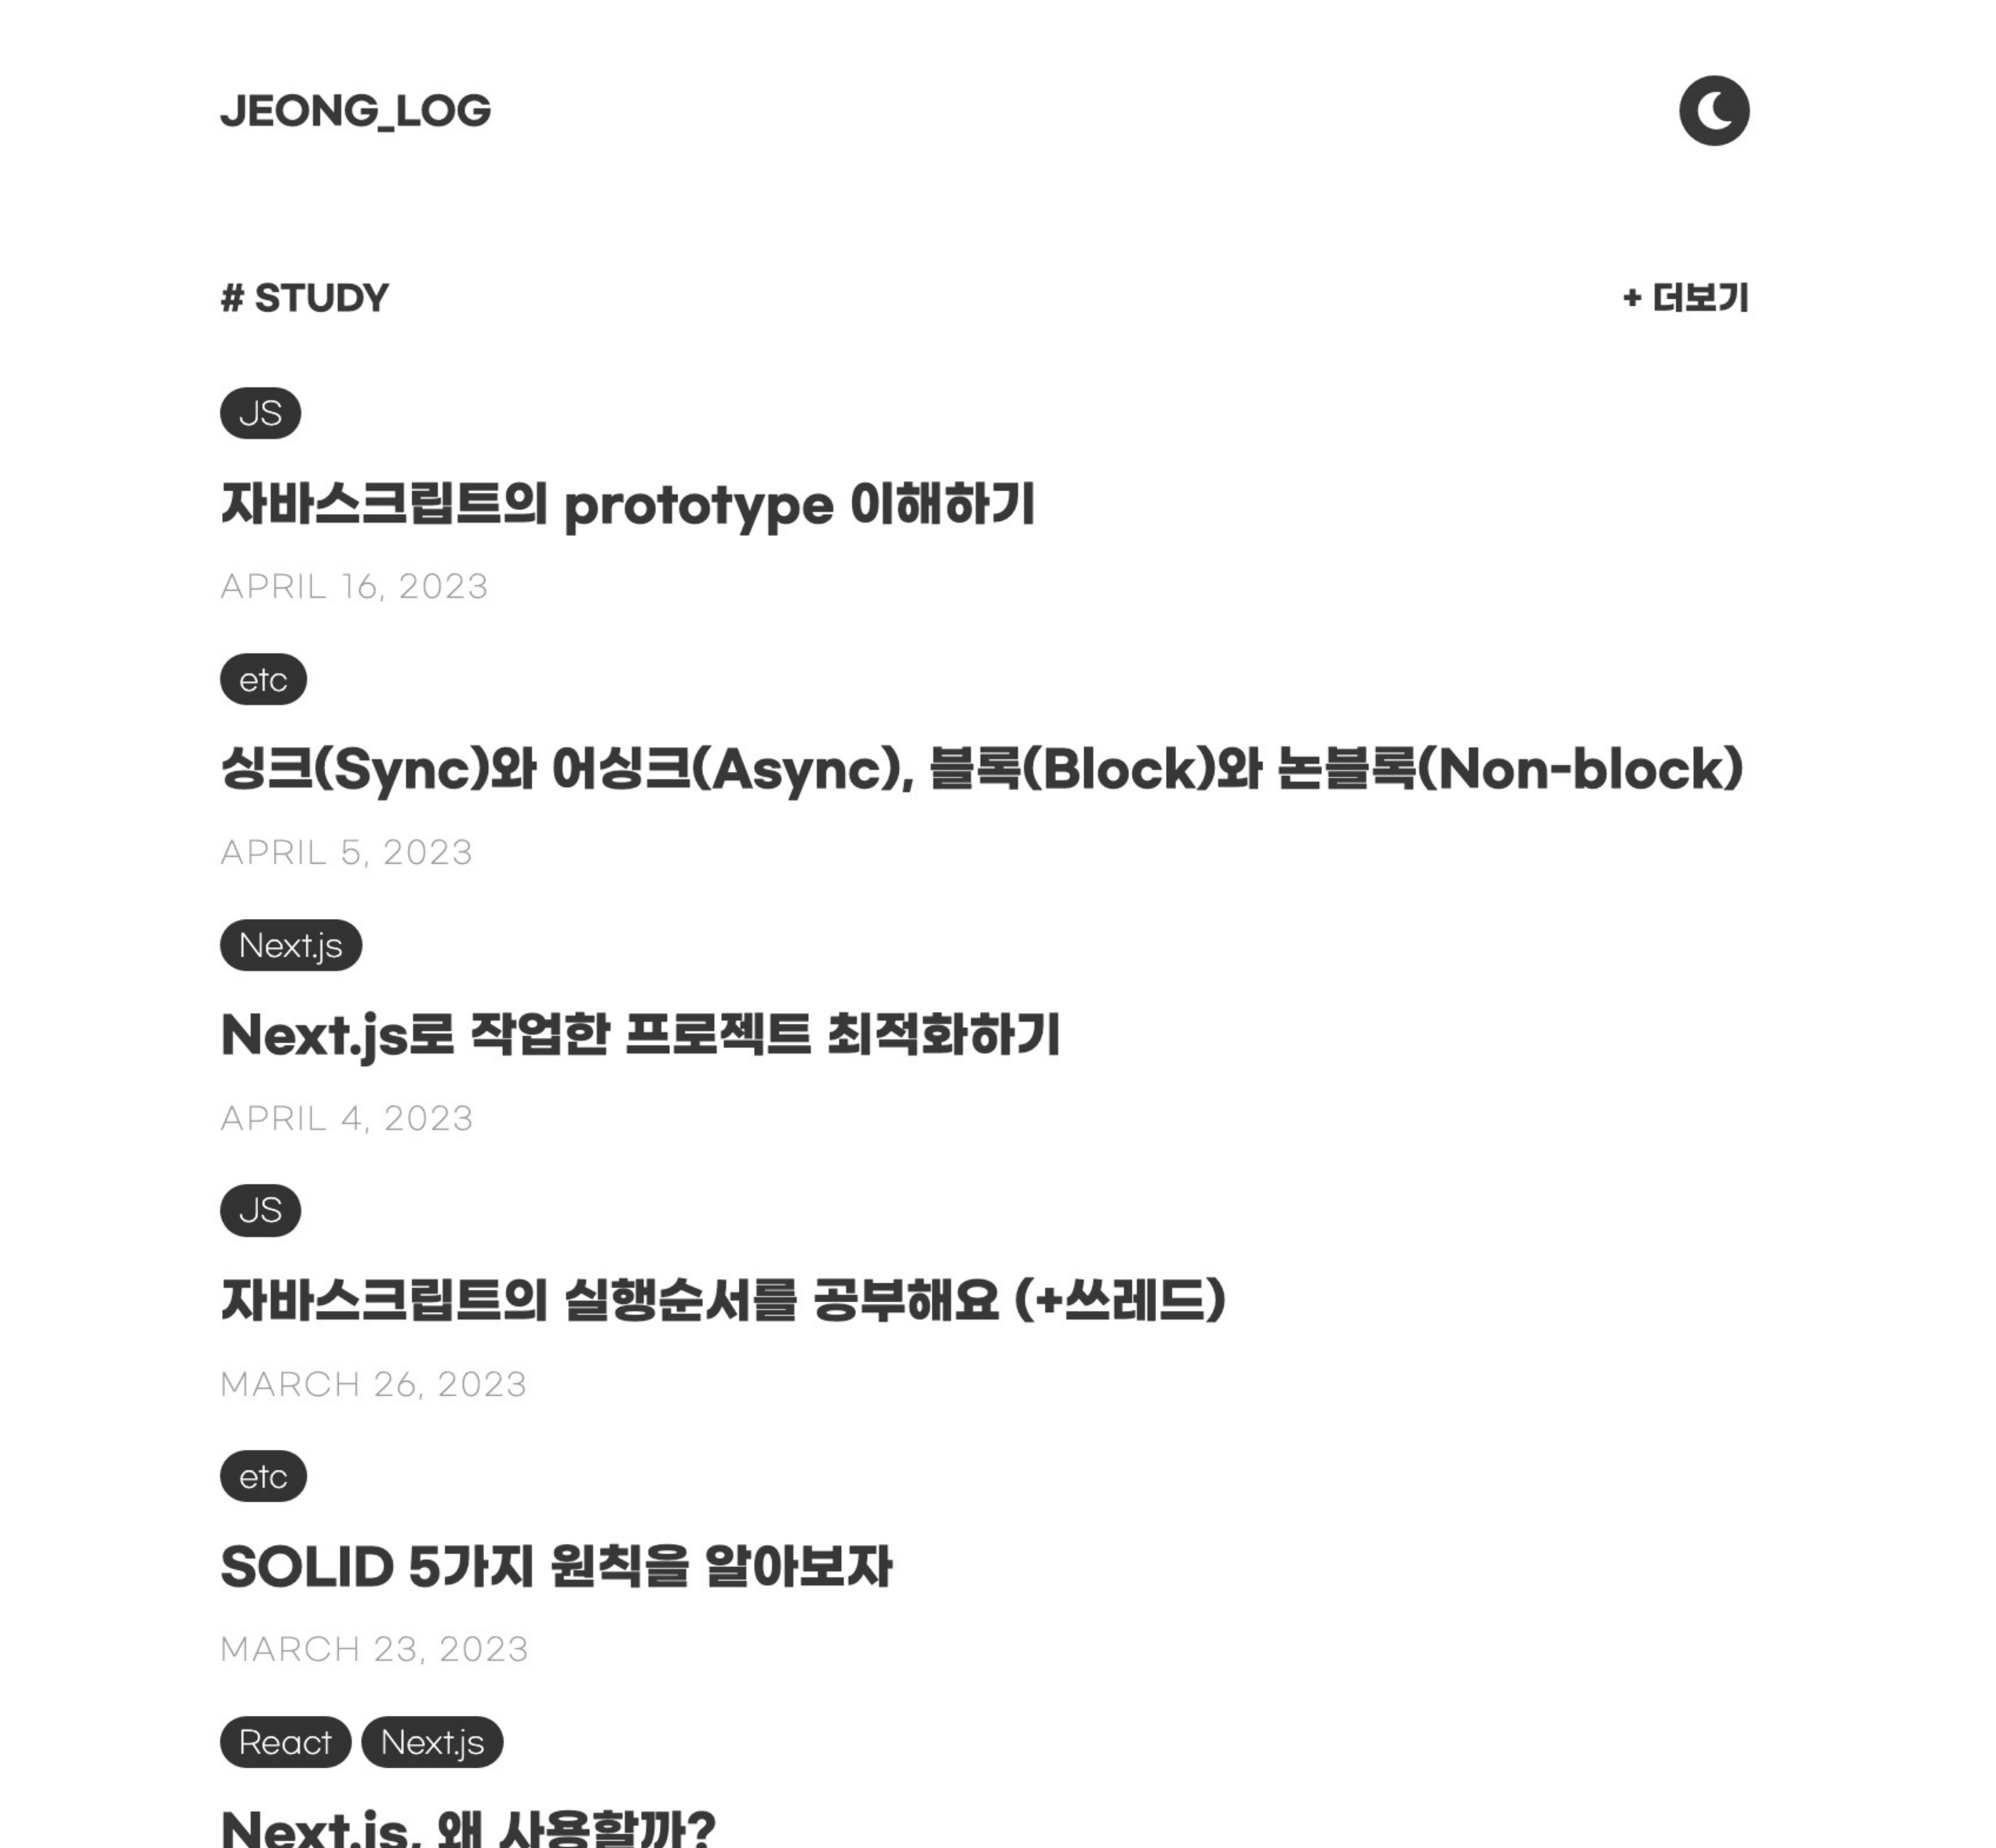 JEONG_LOG
# STUDY
+ 더보기
JS
자바스크립트의 prototype 이해하기
APRIL 16, 2023
etc
싱크(Sync)와 어싱크(Async), 블록(Block)와 논블록(Non-block)
APRIL 5, 2023
Next.js
Next.js로 작업한 프로젝트 최적화하기
APRIL 4, 2023
JS
자바스크립트의 실행순서를 공부해요 (+쓰레드)
MARCH 26, 2023
etc
SOLID 5가지 원칙을 알아보자
MARCH 23, 2023
React Next.js
Next.js, 왜 사용할까?